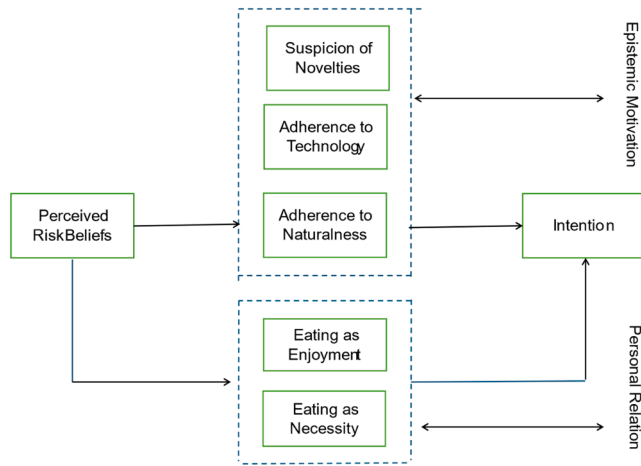 Suspicion of
Novelties
Adherence to
Technology
Perceived
RiskBeliefs
Adherence to
Naturalness
Intention
Eating as
Enjoyment
Eating as
Necessity
Epistemic Motivation
Personal Relation